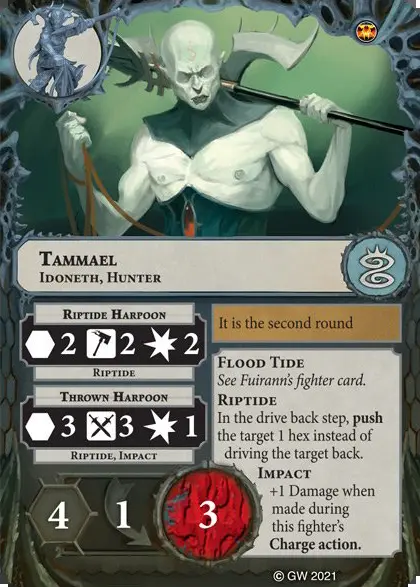 TAMMAEL
IDONETH, HUNTER
RIPTIDE HARPOON
2 2 2
RIPTIDE
THROWN HARPOON
3 3 1
RIPTIDE, IMPACT
4 1 3
It is the second round
FLOOD TIDE
See Fuirann's fighter card.
RIPTIDE
In the drive back step, push
the target 1 hex instead of
driving the target back.
IMPACT
+1 Damage when
made during
this fighter's
Charge action.
© GW 2021